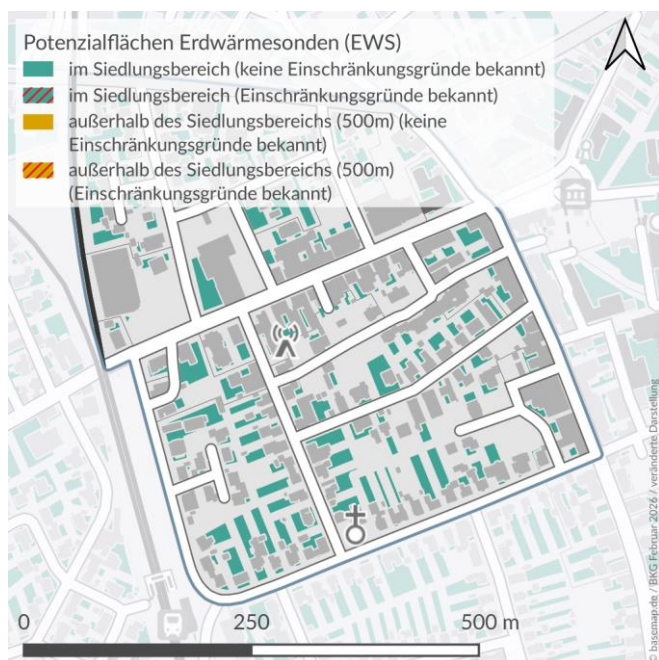 Potenzialflächen Erdwärmesonden (EWS)
im Siedlungsbereich (keine Einschränkungsgründe bekannt)
im Siedlungsbereich (Einschränkungsgründe bekannt)
außerhalb des Siedlungsbereichs (500m) (keine
Einschränkungsgründe bekannt)
außerhalb des Siedlungsbereichs (500m)
(Einschränkungsgründe bekannt)
0 250 500 m
© basemap.de / BKG Februar 2026 / veränderte Darstellung